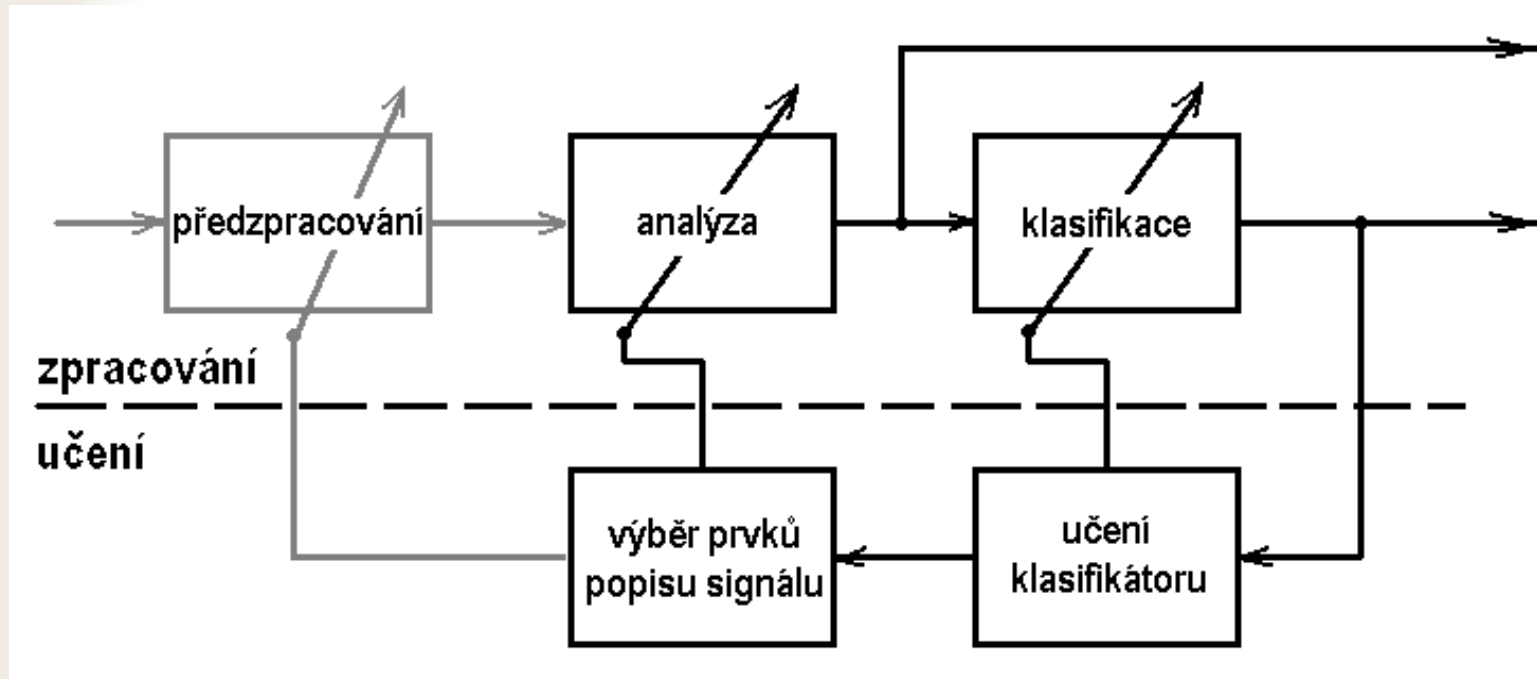 předzpracování
analýza
klasifikace
zpracování
učení
výběr prvků
popisu signálu
učení
klasifikátoru